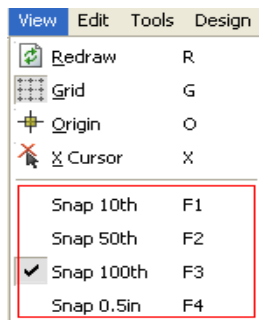 View Edit Tools Design
Redraw R
Grid G
Origin O
X Cursor X
Snap 10th F1
Snap 50th F2
Snap 100th F3
Snap 0.5in F4